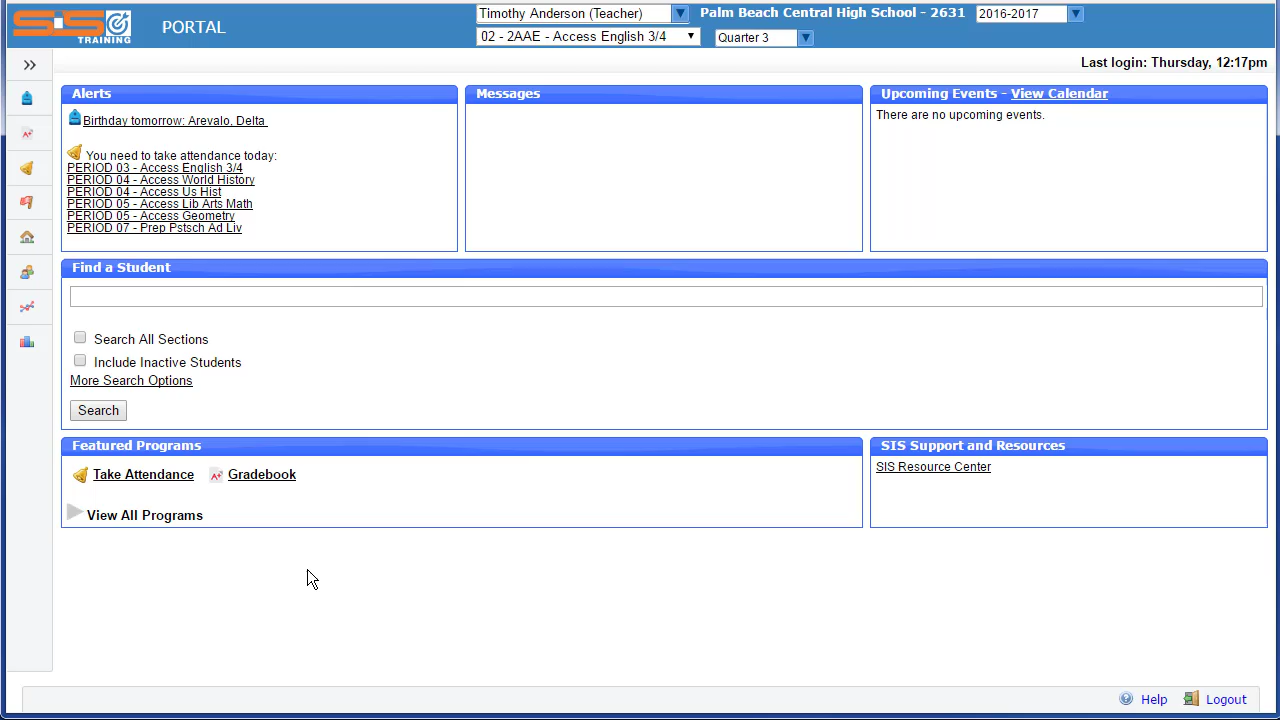 SIS
TRAINING
PORTAL
Timothy Anderson (Teacher)
Palm Beach Central High School - 2631
2016-2017
02 - 2AAE - Access English 3/4
Quarter 3
Last login: Thursday, 12:17pm
Alerts
Birthday tomorrow: Arevalo, Delta
You need to take attendance today:
PERIOD 03 - Access English 3/4
PERIOD 04 - Access World History
PERIOD 04 - Access Us Hist
PERIOD 05 - Access Lib Arts Math
PERIOD 05 - Access Geometry
PERIOD 07 - Prep Pstsch Ad Liv
Messages
Upcoming Events - View Calendar
There are no upcoming events.
Find a Student
Search All Sections
Include Inactive Students
More Search Options
Search
Featured Programs
Take Attendance
A+ Gradebook
View All Programs
SIS Support and Resources
SIS Resource Center
Help
Logout